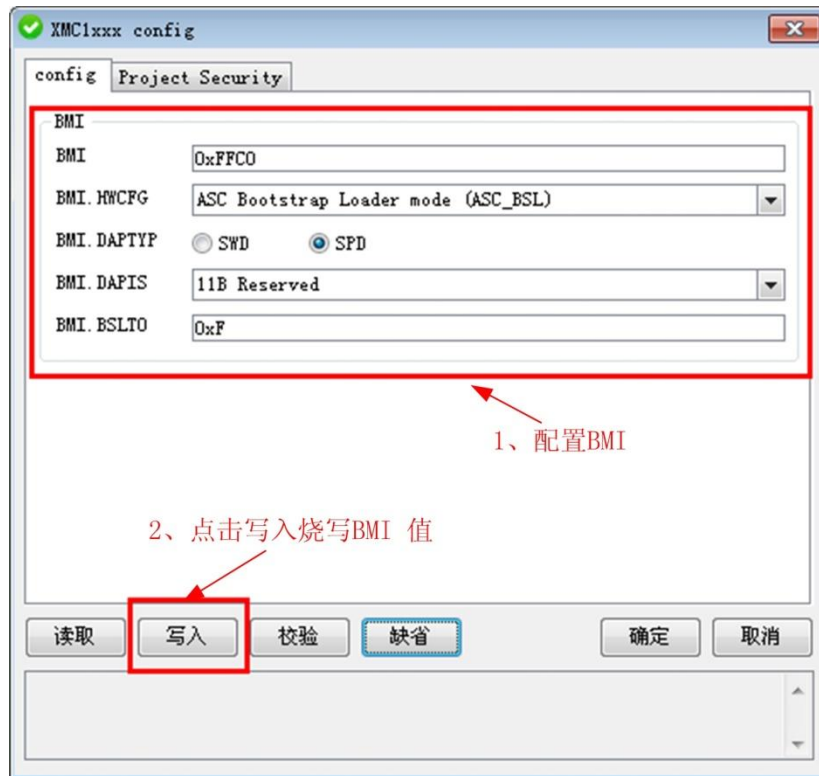 XMC1xxx config
config Project Security
BMI
BMI 0xFFC0
BMI.HWCFG ASC Bootstrap Loader mode (ASC_BSL)
BMI.DAPTYP SWD SPD
BMI.DAPIS 11B Reserved
BMI.BSLTO 0xF
1、配置BMI
2、点击写入烧写BMI 值
读取 写入 校验 缺省 确定 取消